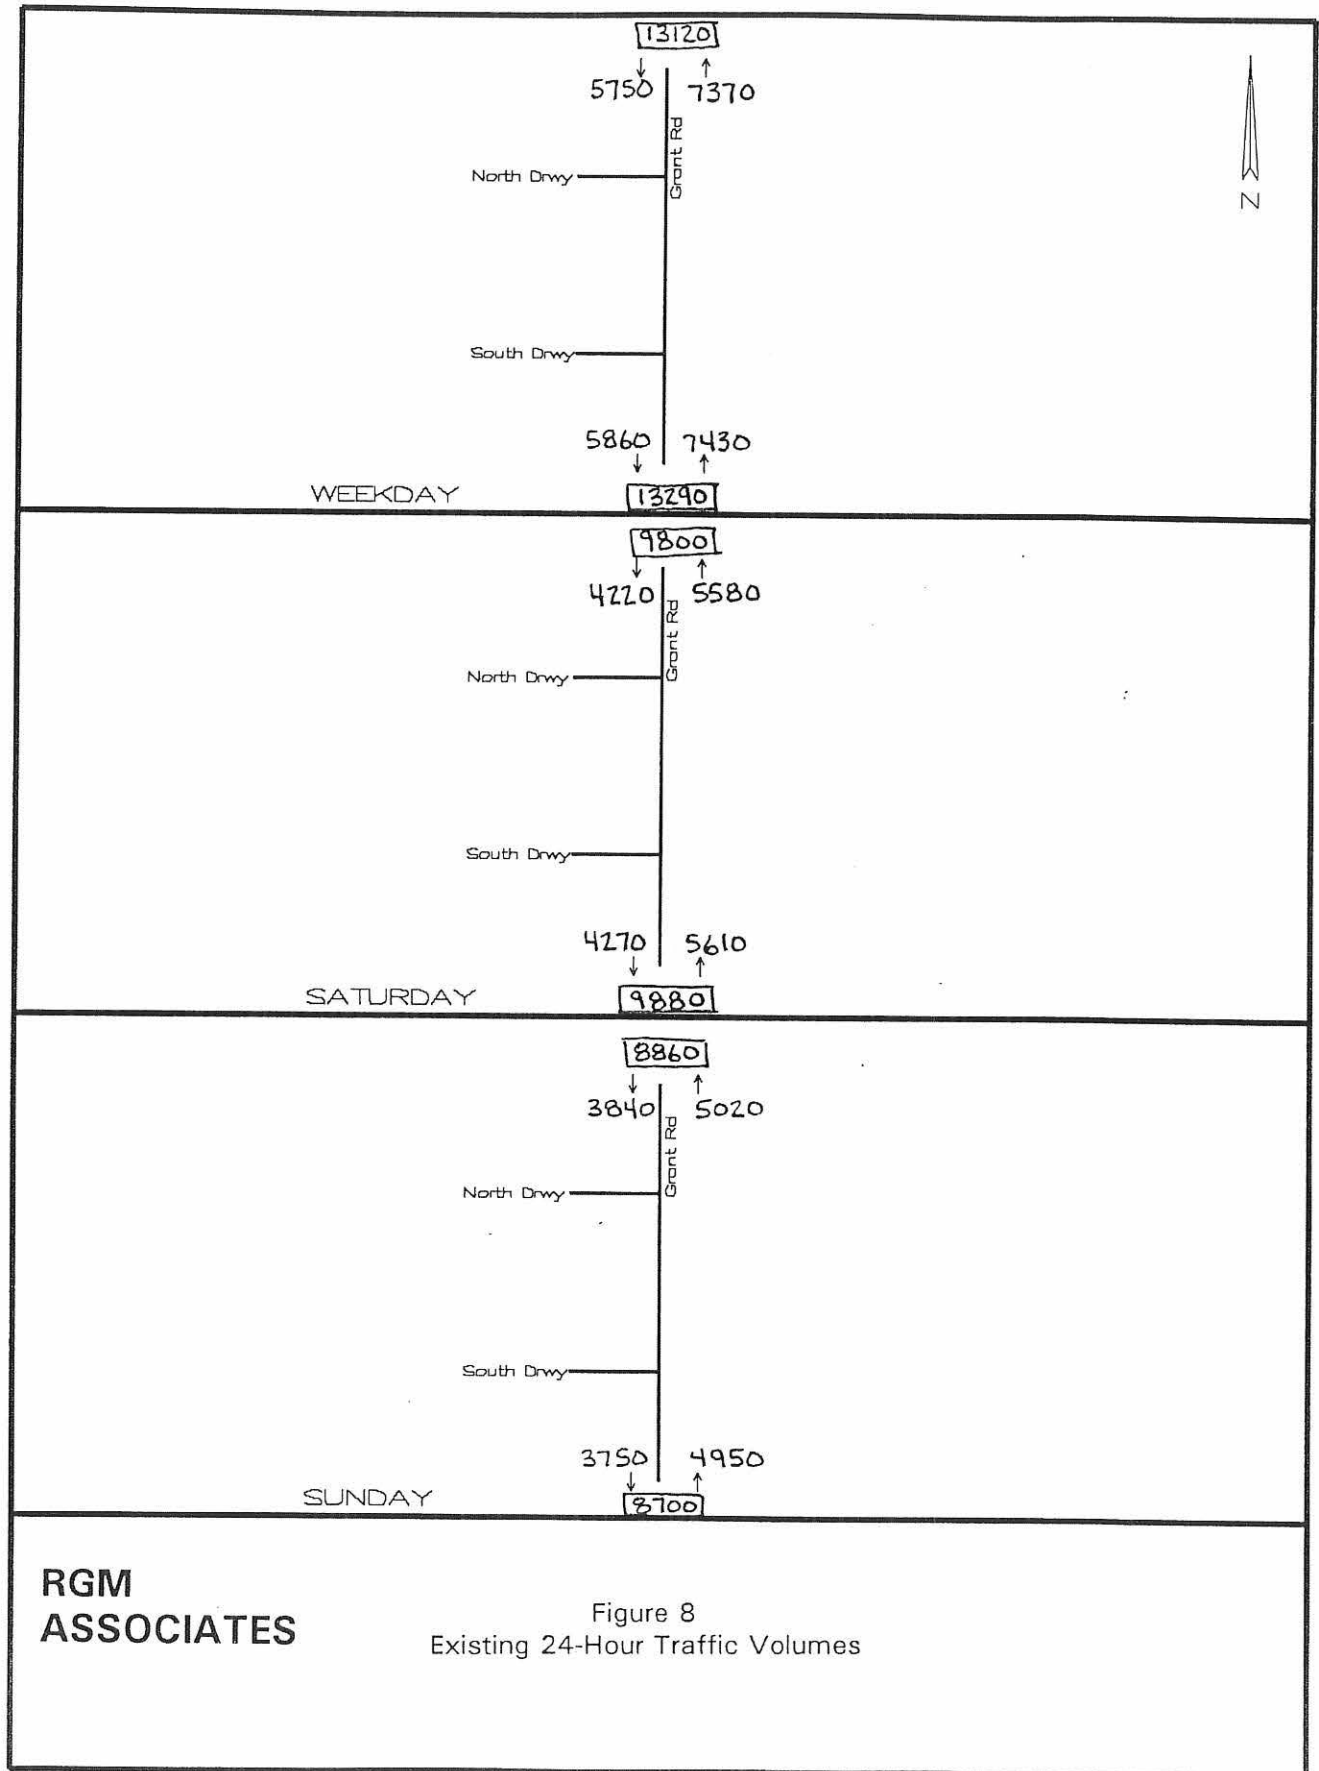 13120
↓ ↑
5750 7370
Grant Rd
North Drwy
N
South Drwy
5860 7430
↓ ↑
WEEKDAY 13290
9800
↓ ↑
4220 5580
Grant Rd
North Drwy
South Drwy
4270 5610
↓ ↑
SATURDAY 9880
8860
↓ ↑
3840 5020
Grant Rd
North Drwy
South Drwy
3750 4950
↓ ↑
SUNDAY 8700
RGM
ASSOCIATES
Figure 8
Existing 24-Hour Traffic Volumes